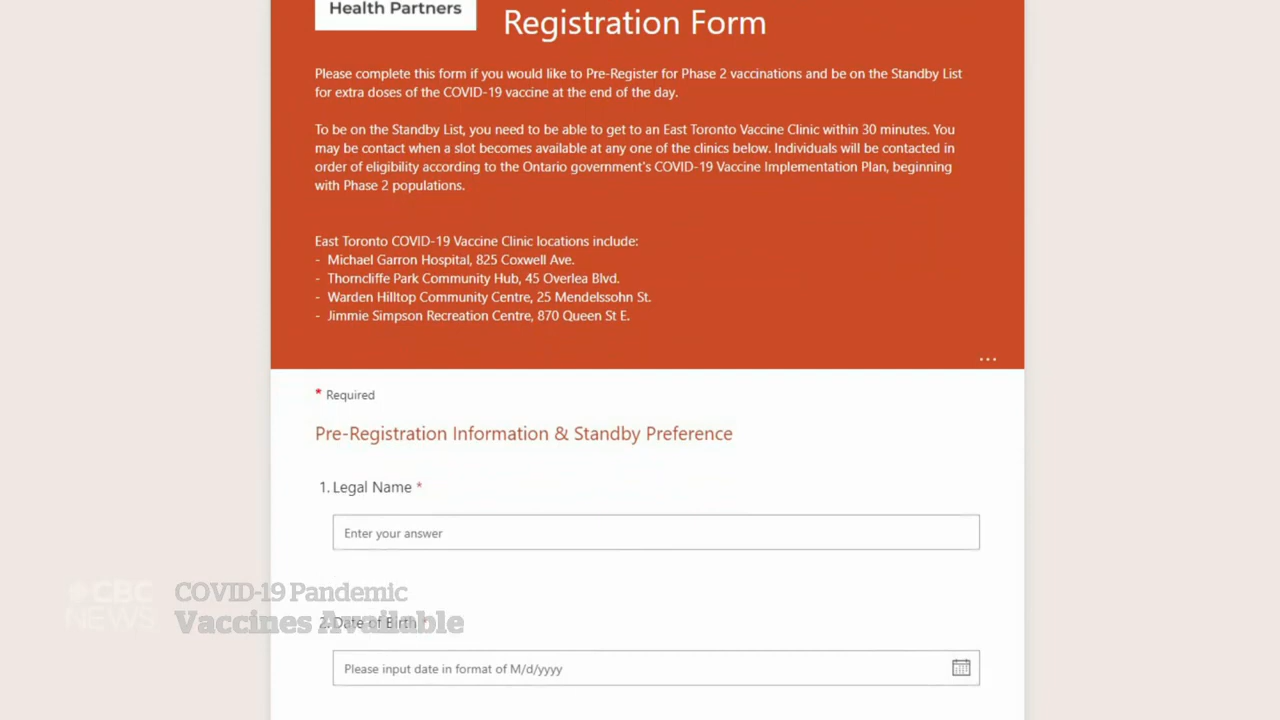 Health Partners
Registration Form
Please complete this form if you would like to Pre-Register for Phase 2 vaccinations and be on the Standby List
for extra doses of the COVID-19 vaccine at the end of the day.
To be on the Standby List, you need to be able to get to an East Toronto Vaccine Clinic within 30 minutes. You
may be contact when a slot becomes available at any one of the clinics below. Individuals will be contacted in
order of eligibility according to the Ontario government's COVID-19 Vaccine Implementation Plan, beginning
with Phase 2 populations.
East Toronto COVID-19 Vaccine Clinic locations include:
- Michael Garron Hospital, 825 Coxwell Ave.
- Thorncliffe Park Community Hub, 45 Overlea Blvd.
- Warden Hilltop Community Centre, 25 Mendelssohn St.
- Jimmie Simpson Recreation Centre, 870 Queen St E.
...
* Required
Pre-Registration Information & Standby Preference
1. Legal Name *
Enter your answer
CBC
NEWS
COVID-19 Pandemic
Vaccines Available
2. Date of Birth *
Please input date in format of M/d/yyyy